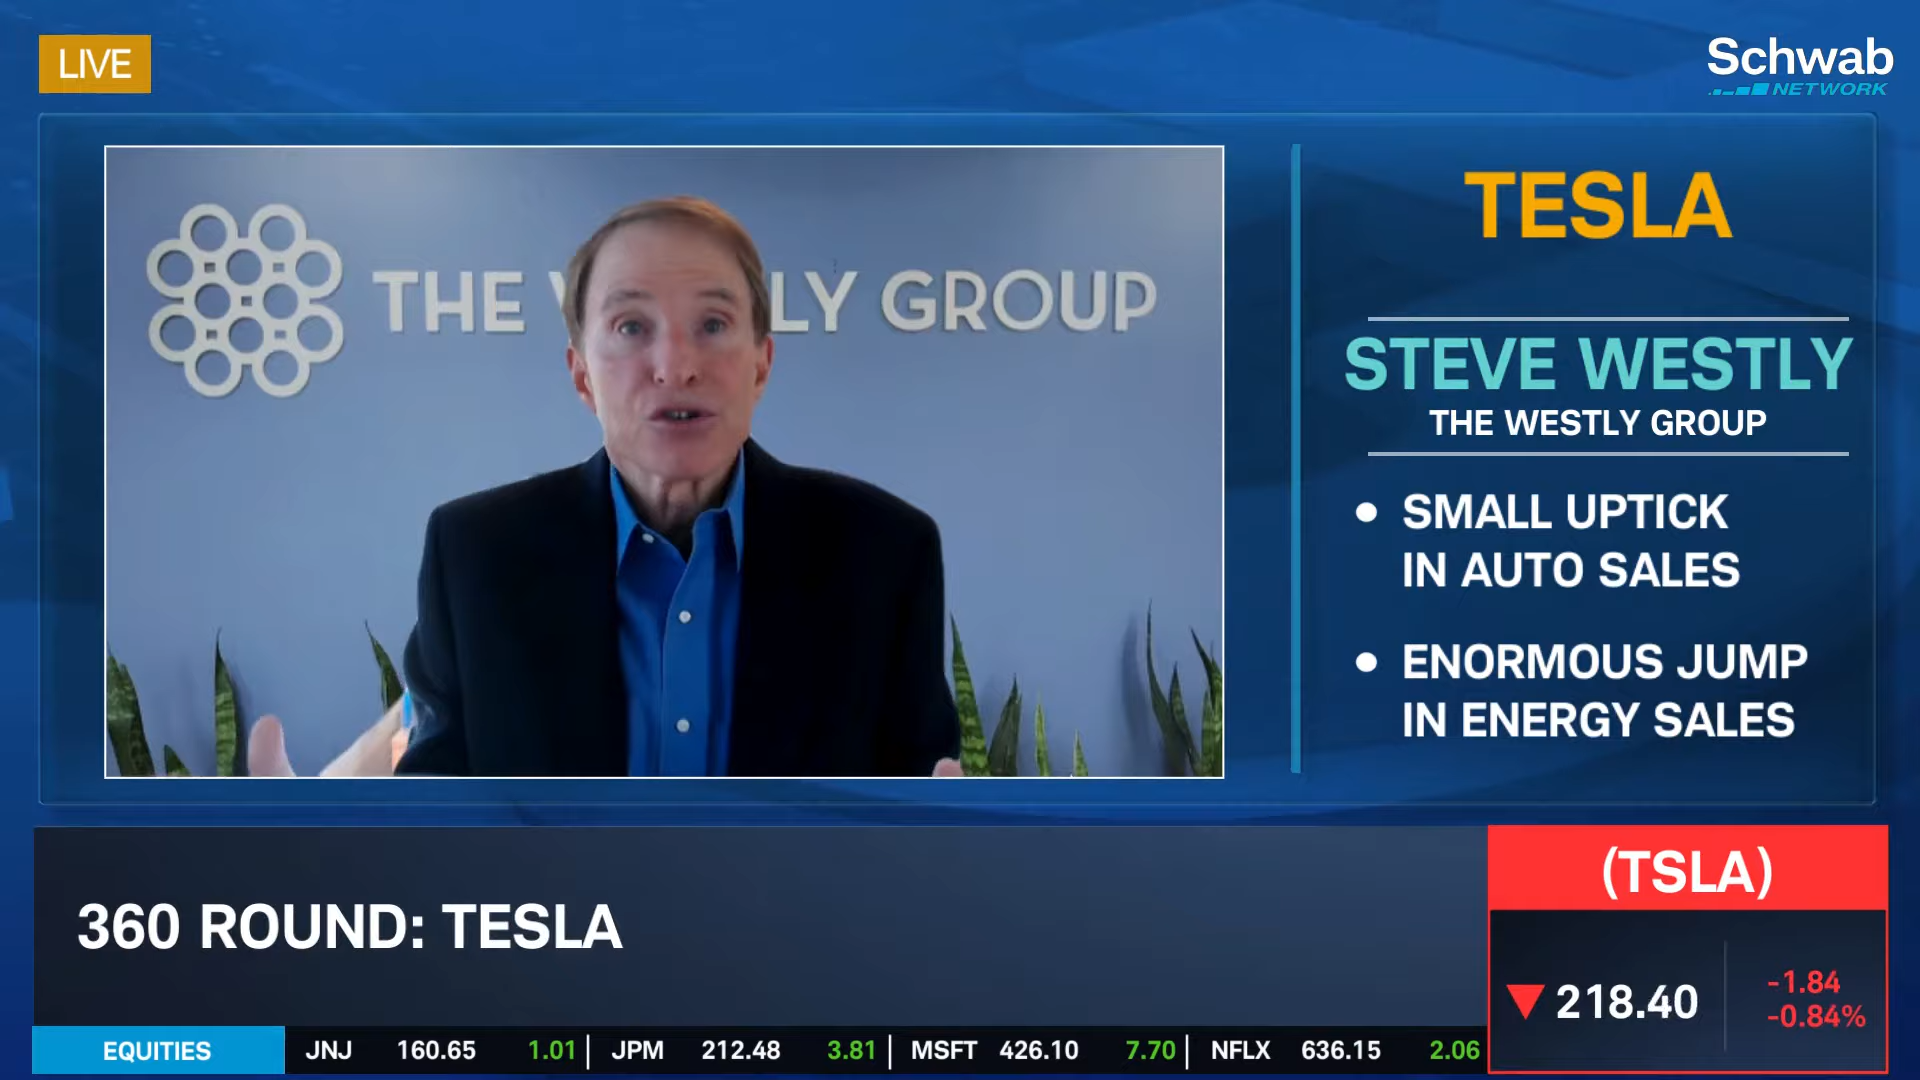 LIVE
Schwab
NETWORK
THE W LY GROUP
TESLA
STEVE WESTLY
THE WESTLY GROUP
• SMALL UPTICK
IN AUTO SALES
• ENORMOUS JUMP
IN ENERGY SALES
360 ROUND: TESLA
(TSLA)
▼ 218.40
-1.84
-0.84%
EQUITIES JNJ 160.65 1.01 | JPM 212.48 3.81 | MSFT 426.10 7.70 | NFLX 636.15 2.06